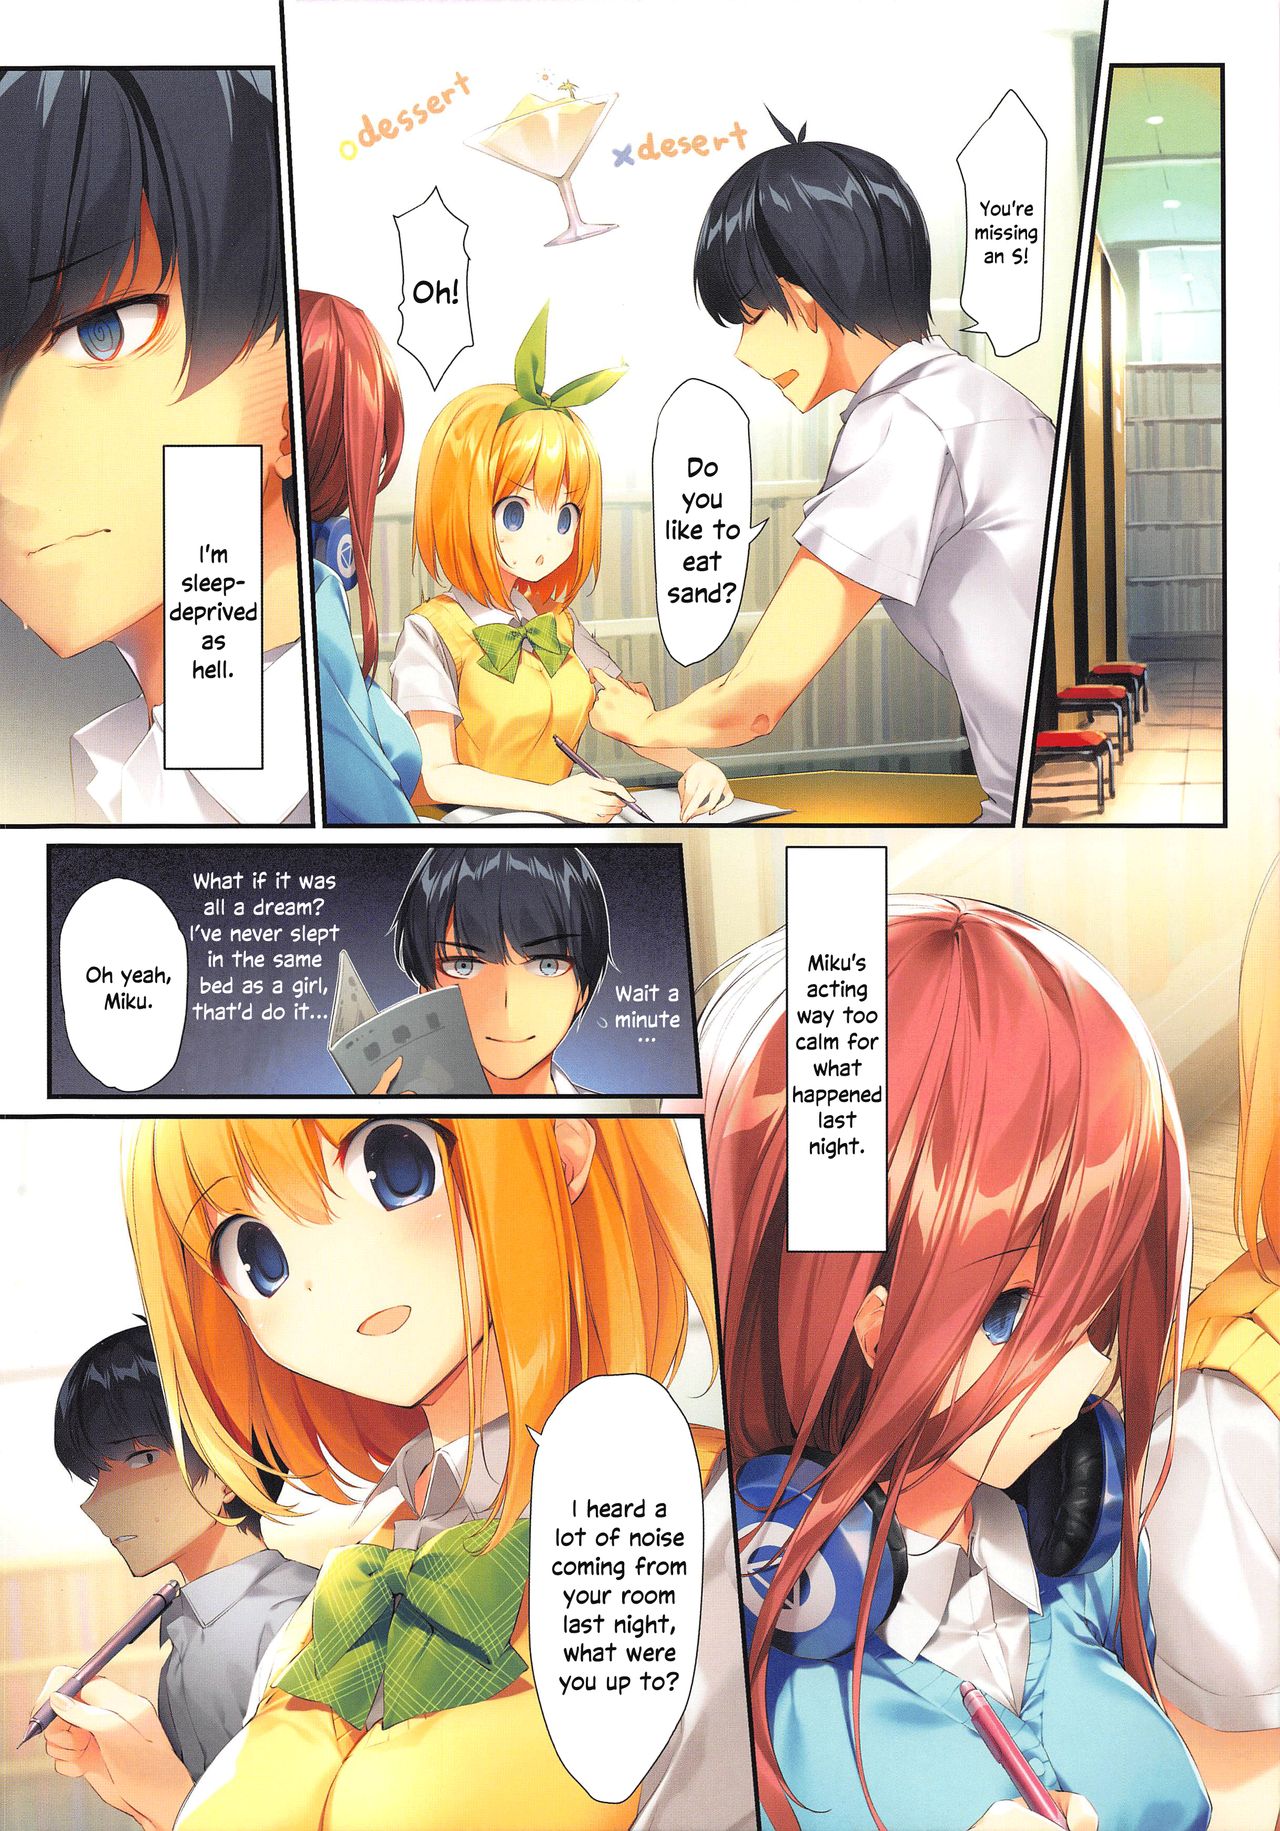 You're
missing
an S!
Do
you
like to
eat
sand?
dessert
desert
Oh!
I'm
sleep-
deprived
as
hell.
Miku's
acting
way too
calm for
what
happened
last
night.
Wait a
minute
...
What if it was
all a dream?
I've never slept
in the same
bed as a girl,
that'd do it...
Oh yeah,
Miku.
I heard a
lot of noise
coming from
your room
last night,
what were
you up to?